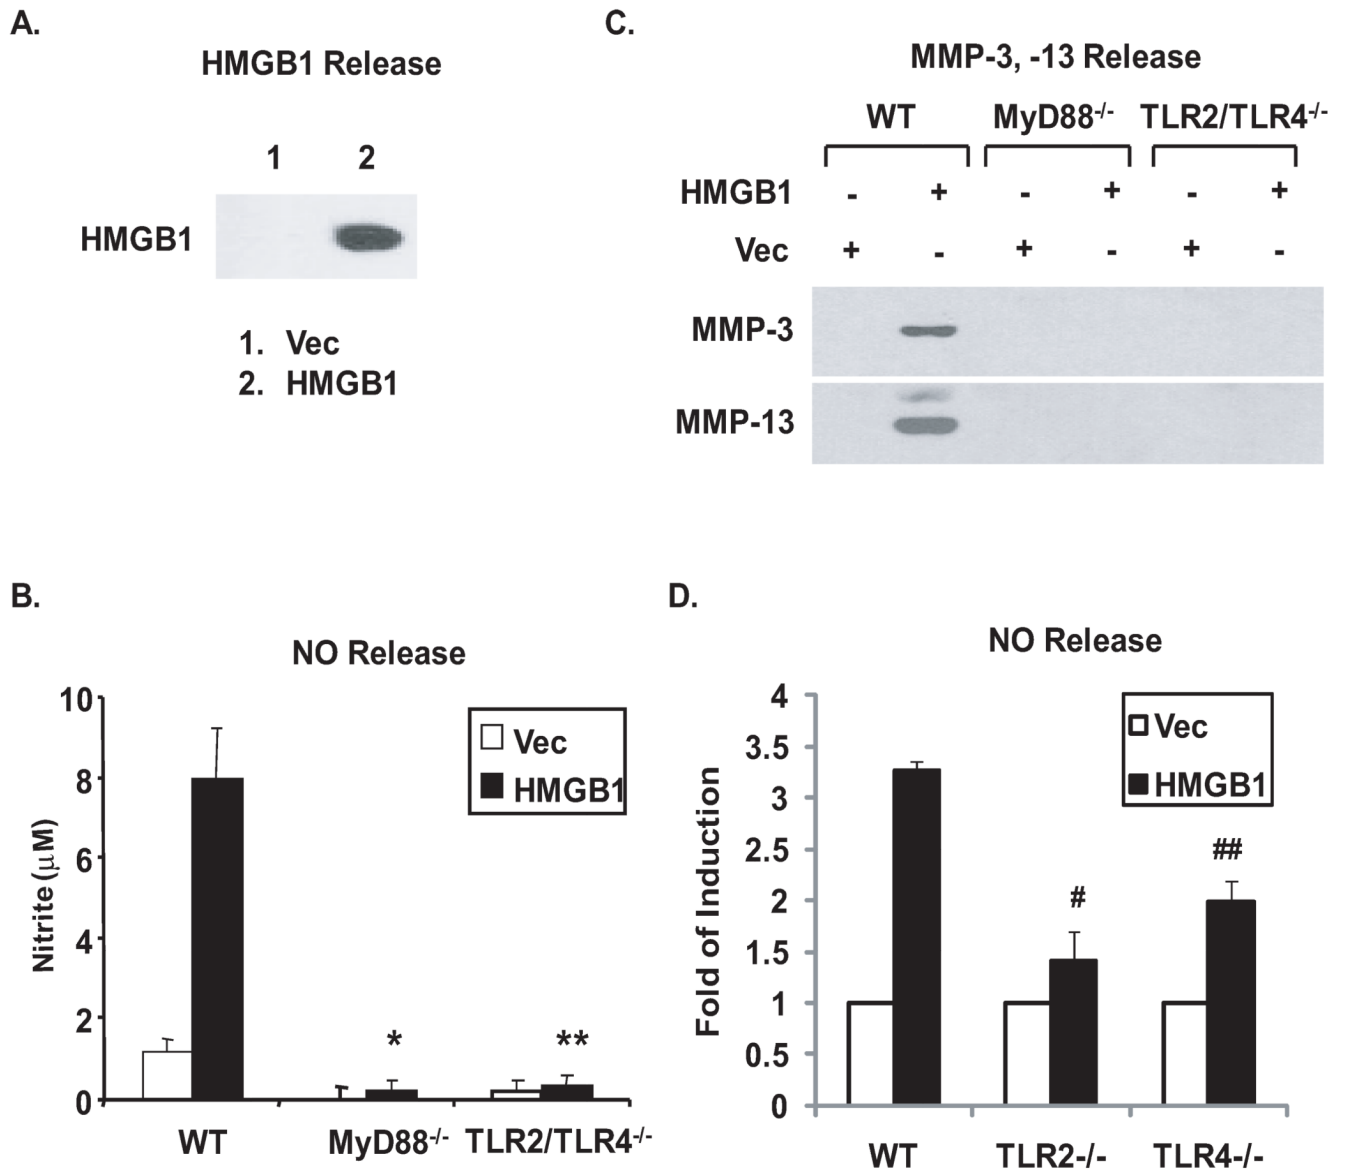 A.
HMGB1 Release
1 2
HMGB1
1. Vec
2. HMGB1
C.
MMP-3, -13 Release
WT MyD88-/- TLR2/TLR4-/-
HMGB1 - + - + - +
Vec + - + - + -
MMP-3
MMP-13
B.
NO Release
10
8
6
4
2
0
Nitrite (μM)
Vec
HMGB1
* **
WT MyD88-/- TLR2/TLR4-/-
D.
NO Release
4
3.5
3
2.5
2
1.5
1
0.5
0
Fold of Induction
Vec
HMGB1
# ##
WT TLR2-/- TLR4-/-